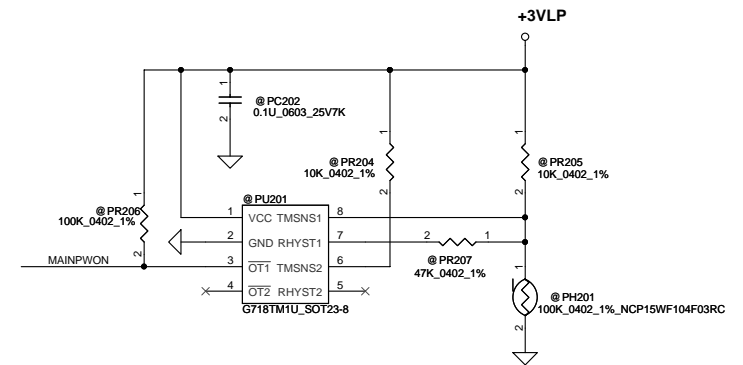 +3VLP
1
@ PC202
0.1U_0603_25V7K
2
1
@ PR204
10K_0402_1%
2
1
@ PR205
10K_0402_1%
2
1
@ PR206
100K_0402_1%
2
@ PU201
1 VCC TMSNS1 8
2 GND RHYST1 7
3 OT1 TMSNS2 6
4 OT2 RHYST2 5
G718TM1U_SOT23-8
MAINPWON
2 1
@ PR207
47K_0402_1%
1
@ PH201
100K_0402_1%_NCP15WF104F03RC
2